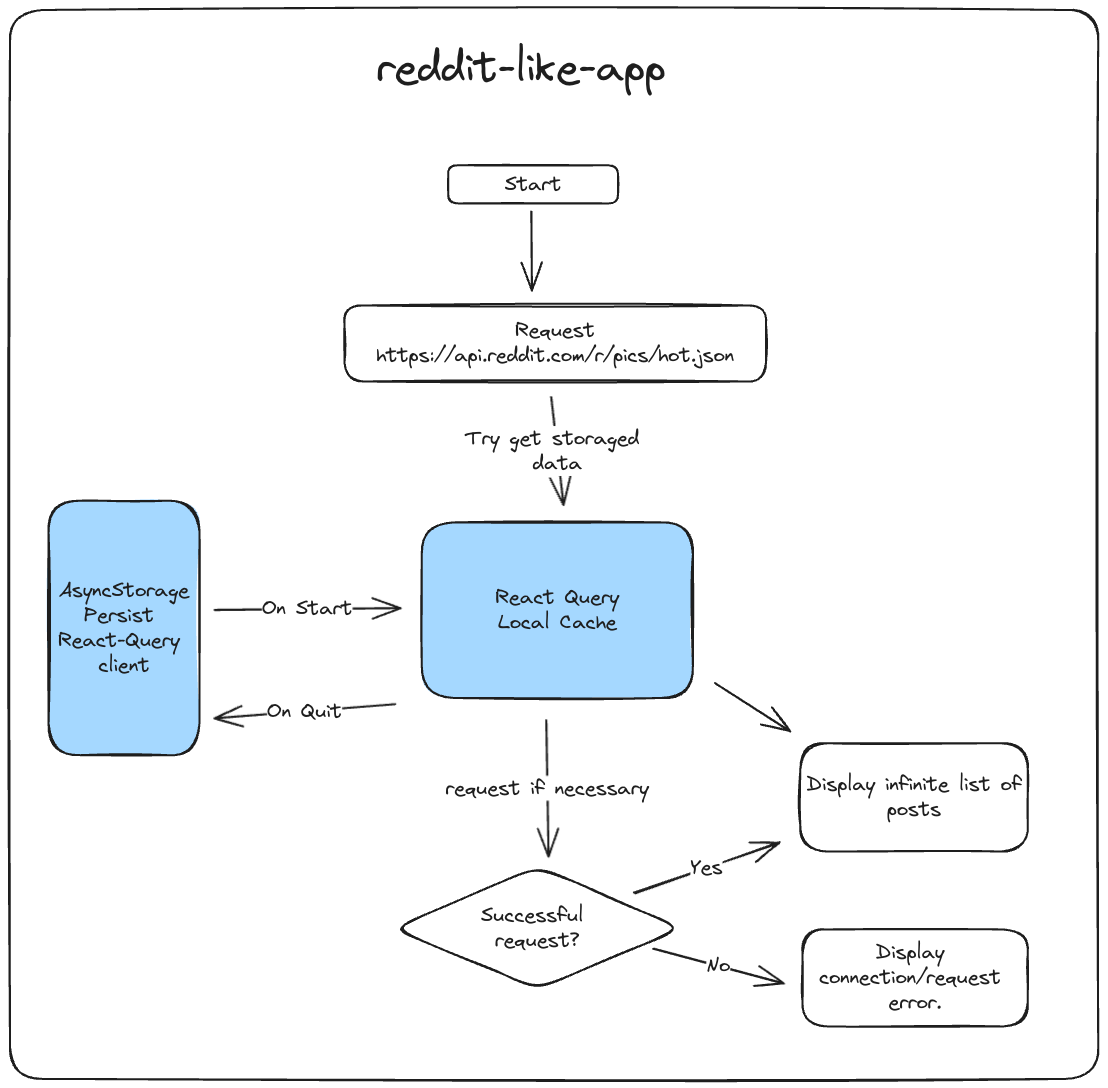 reddit-like-app
Start
Request
https://api.reddit.com/r/pics/hot.json
Try get storaged
data
AsyncStorage
Persist
React-Query
client
On Start
React Query
Local Cache
On Quit
request if necessary
Display infinite list of
posts
Yes
Successful
request?
No
Display
connection/request
error.